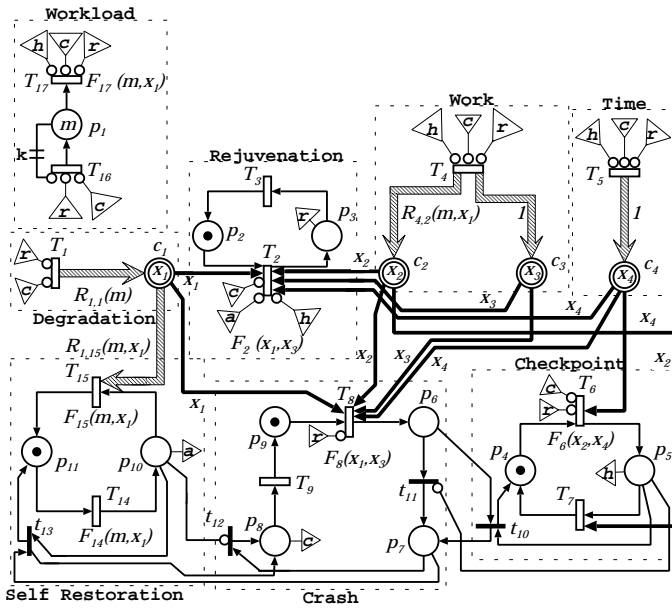 Workload
h c r
T17 F17(m,x1)
m p1
k
T16
r c
Work
h c r
T4
R4,2(m,x1) 1
Time
h c r
T5
1
Rejuvenation
T3
p2 r p3
T2
c a h
F2 (x1,x3)
r T1 c
R1,1(m)
Degradation
c1 x1
x1
x2 c2 x2
x3 c3
x4 c4
x3 x4 x4
x2
x2 x3 x4
R1,15(m,x1)
T15
F15(m,x1)
x1
p11 p10 a
T14
F14(m,x1)
t13
Self Restoration
t12
p9 T8 p6
r
F8(x1,x3)
T9
t11
p8 c p7
Crash
Checkpoint
c r T6
F6(x2,x4)
p4 p5
h
T7
t10